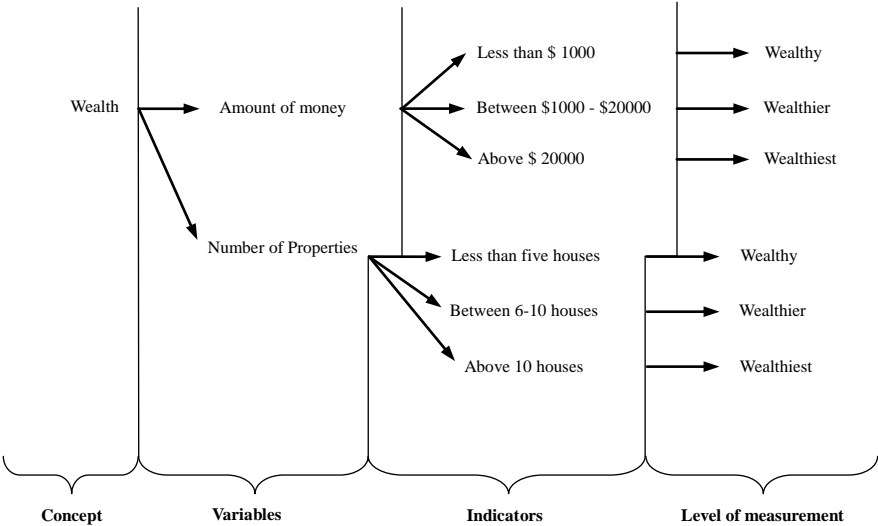 Wealth
Amount of money
Number of Properties
Less than $ 1000
Between $1000 - $20000
Above $ 20000
Less than five houses
Between 6-10 houses
Above 10 houses
Wealthy
Wealthier
Wealthiest
Wealthy
Wealthier
Wealthiest
Concept
Variables
Indicators
Level of measurement